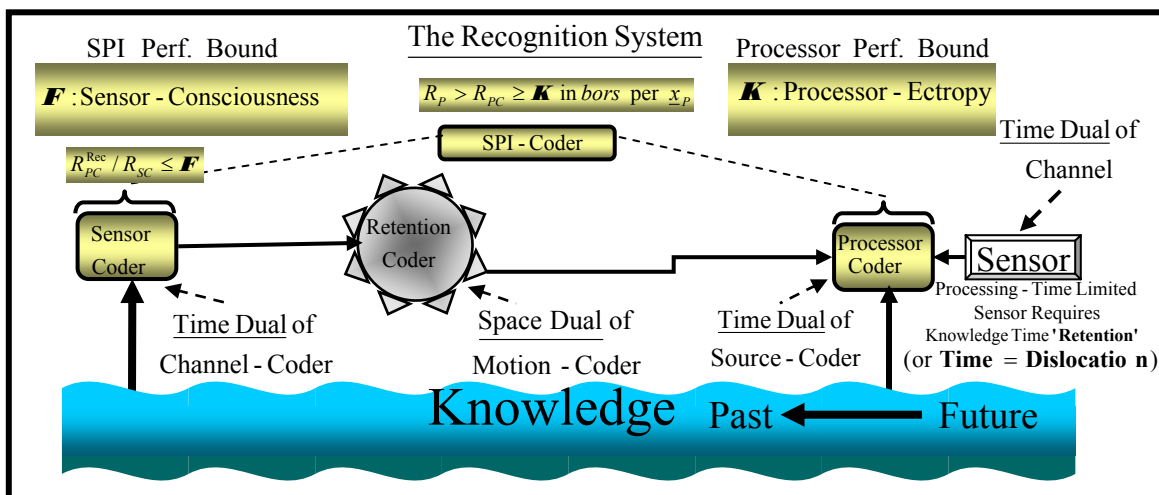 SPI Perf. Bound
F : Sensor - Consciousness
The Recognition System
Processor Perf. Bound
K : Processor - Ectropy
R_P > R_PC ≥ K in bors per x_P
SPI - Coder
Time Dual of
Channel
R_PC^Rec / R_SC ≤ F
Sensor
Coder
Retention
Coder
Processor
Coder
Sensor
Processing - Time Limited
Sensor Requires
Knowledge Time 'Retention'
(or Time = Dislocatio n)
Time Dual of
Channel - Coder
Space Dual of
Motion - Coder
Time Dual of
Source - Coder
Knowledge Past Future